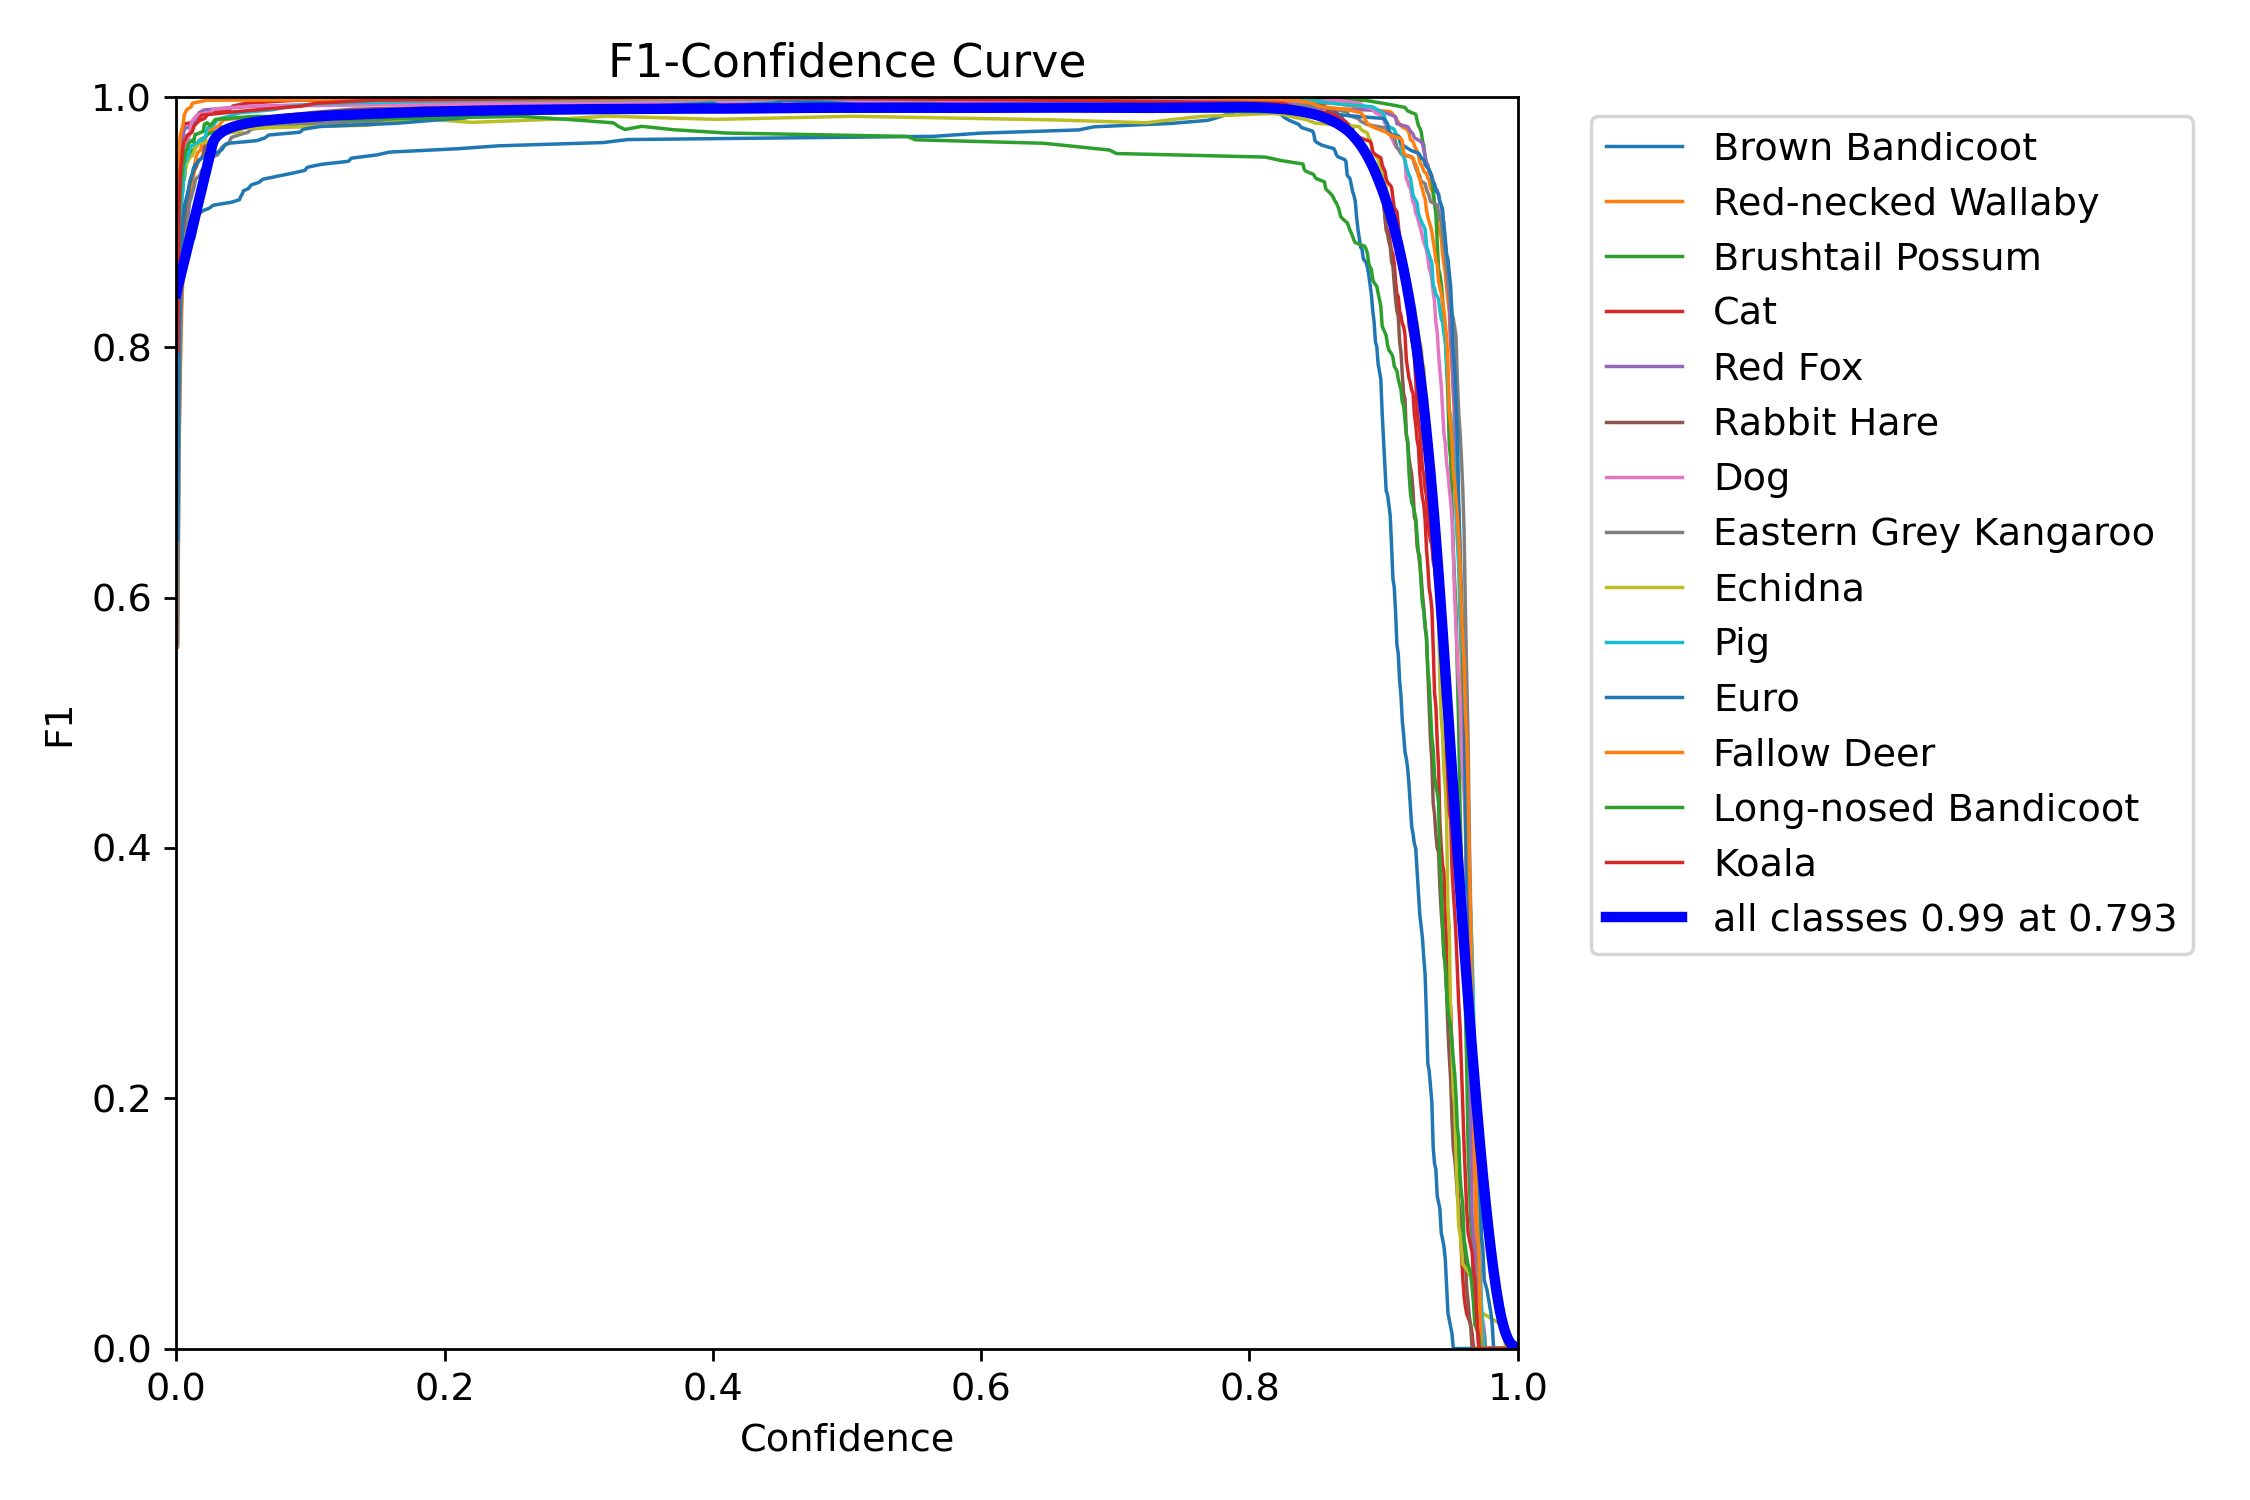 F1-Confidence Curve
1.0
0.8
0.6
0.4
0.2
0.0
F1
0.0
0.2
0.4
0.6
0.8
1.0
Confidence
Brown Bandicoot
Red-necked Wallaby
Brushtail Possum
Cat
Red Fox
Rabbit Hare
Dog
Eastern Grey Kangaroo
Echidna
Pig
Euro
Fallow Deer
Long-nosed Bandicoot
Koala
all classes 0.99 at 0.793